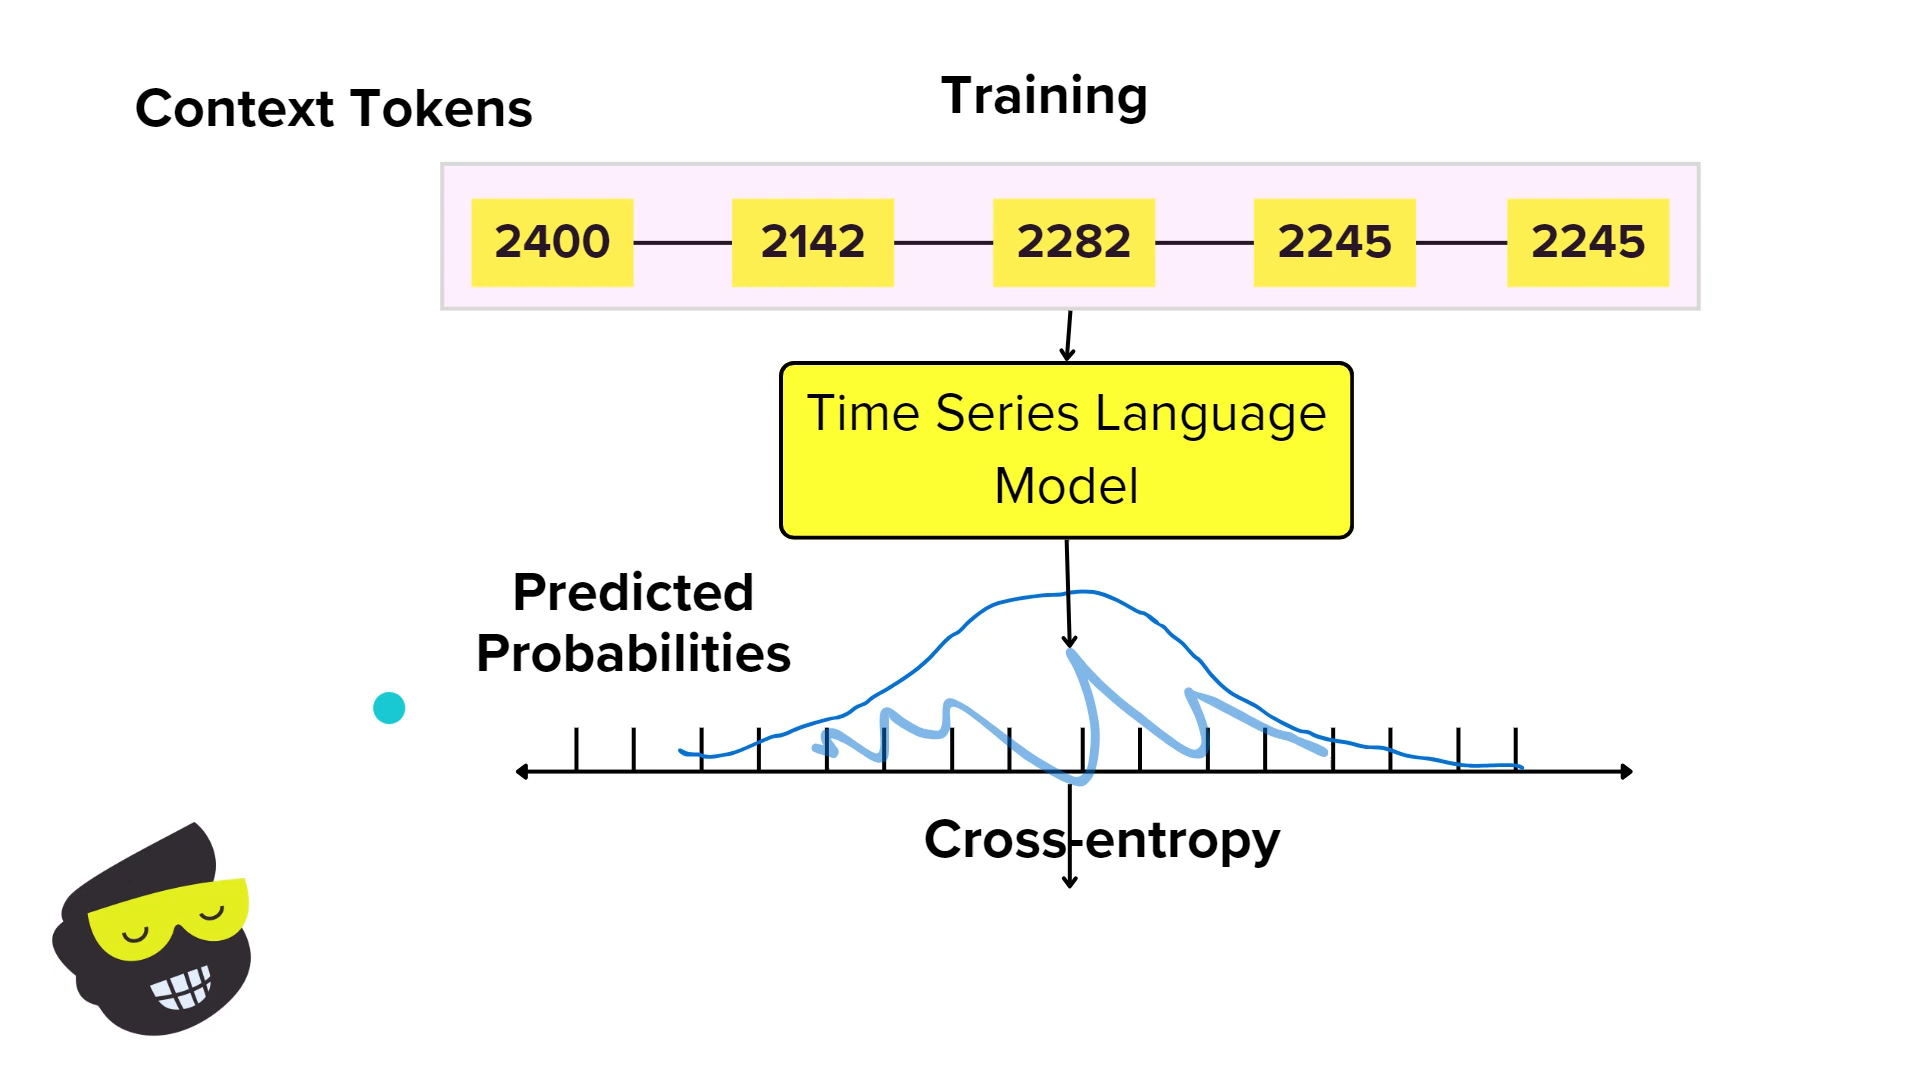 Context Tokens
Training
2400 2142 2282 2245 2245
Time Series Language
Model
Predicted
Probabilities
Cross-entropy